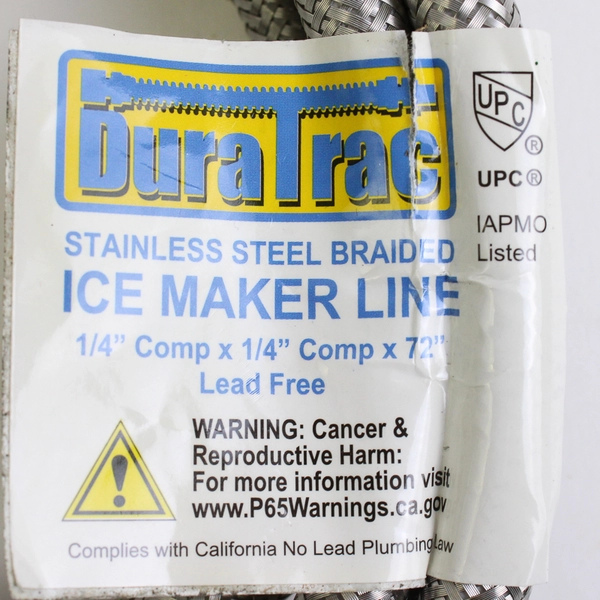 DuraTrac
STAINLESS STEEL BRAIDED
ICE MAKER LINE
1/4” Comp x 1/4” Comp x 72”
Lead Free
WARNING: Cancer &
Reproductive Harm:
For more information visit
www.P65Warnings.ca.gov
Complies with California No Lead Plumbing Law
UPC®
UPC®
IAPMO
Listed